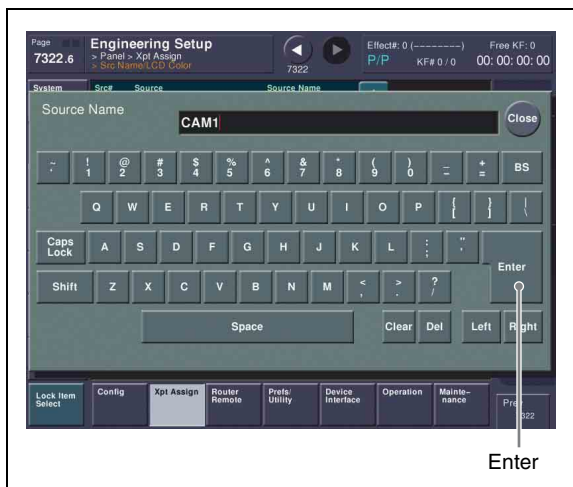 Page
7322.6
Engineering Setup
> Panel > Xpt Assign
> Src Name/LCD Color
7322
Effect#: 0 (--------) Free KF: 0
P/P KF# 0 / 0 00: 00: 00: 00
System Src# Source Source Name
Source Name
CAM1
Close
~ ` ! 1 @ 2 # 3 $ 4 % 5 ^ 6 & 7 * 8 ( 9 ) 0 _ - + = BS
Q W E R T Y U I O P { [ } ] | \
Caps Lock A S D F G H J K L : ; " ' Enter
Shift Z X C V B N M < , > . ? /
Space Clear Del Left Right
Lock Item Select
Config
Xpt Assign
Router Remote
Prefs/ Utility
Device Interface
Operation
Mainte- nance
Enter